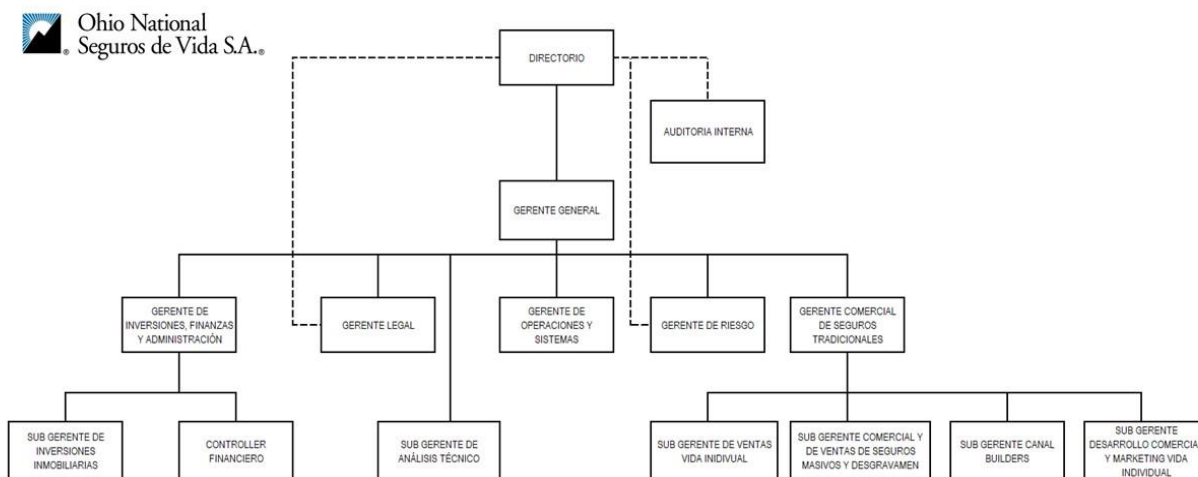 Ohio National
Seguros de Vida S.A.®
DIRECTORIO
AUDITORIA INTERNA
GERENTE GENERAL
GERENTE DE
INVERSIONES, FINANZAS
Y ADMINISTRACIÓN
GERENTE LEGAL
GERENTE DE
OPERACIONES Y
SISTEMAS
GERENTE DE RIESGO
GERENTE COMERCIAL
DE SEGUROS
TRADICIONALES
SUB GERENTE DE
INVERSIONES
INMOBILIARIAS
CONTROLLER
FINANCIERO
SUB GERENTE DE
ANÁLISIS TÉCNICO
SUB GERENTE DE VENTAS
VIDA INIDIVUAL
SUB GERENTE COMERCIAL Y
DE VENTAS DE SEGUROS
MASIVOS Y DESGRAVAMEN
SUB GERENTE CANAL
BUILDERS
SUB GERENTE
DESARROLLO COMERCIA
Y MARKETING VIDA
INDIVIDUAL